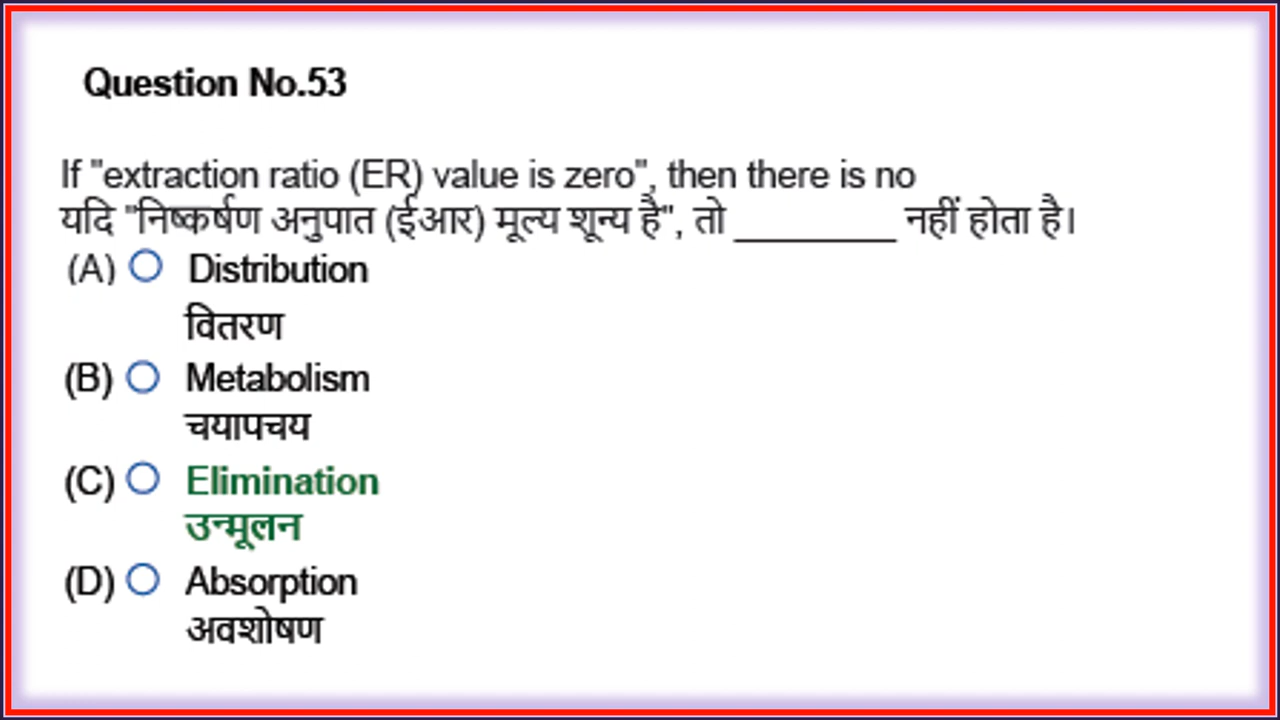 Question No.53
If "extraction ratio (ER) value is zero", then there is no
यदि "निष्कर्षण अनुपात (ईआर) मूल्य शून्य है", तो _________ नहीं होता है।
(A) Distribution
वितरण
(B) Metabolism
चयापचय
(C) Elimination
उन्मूलन
(D) Absorption
अवशोषण